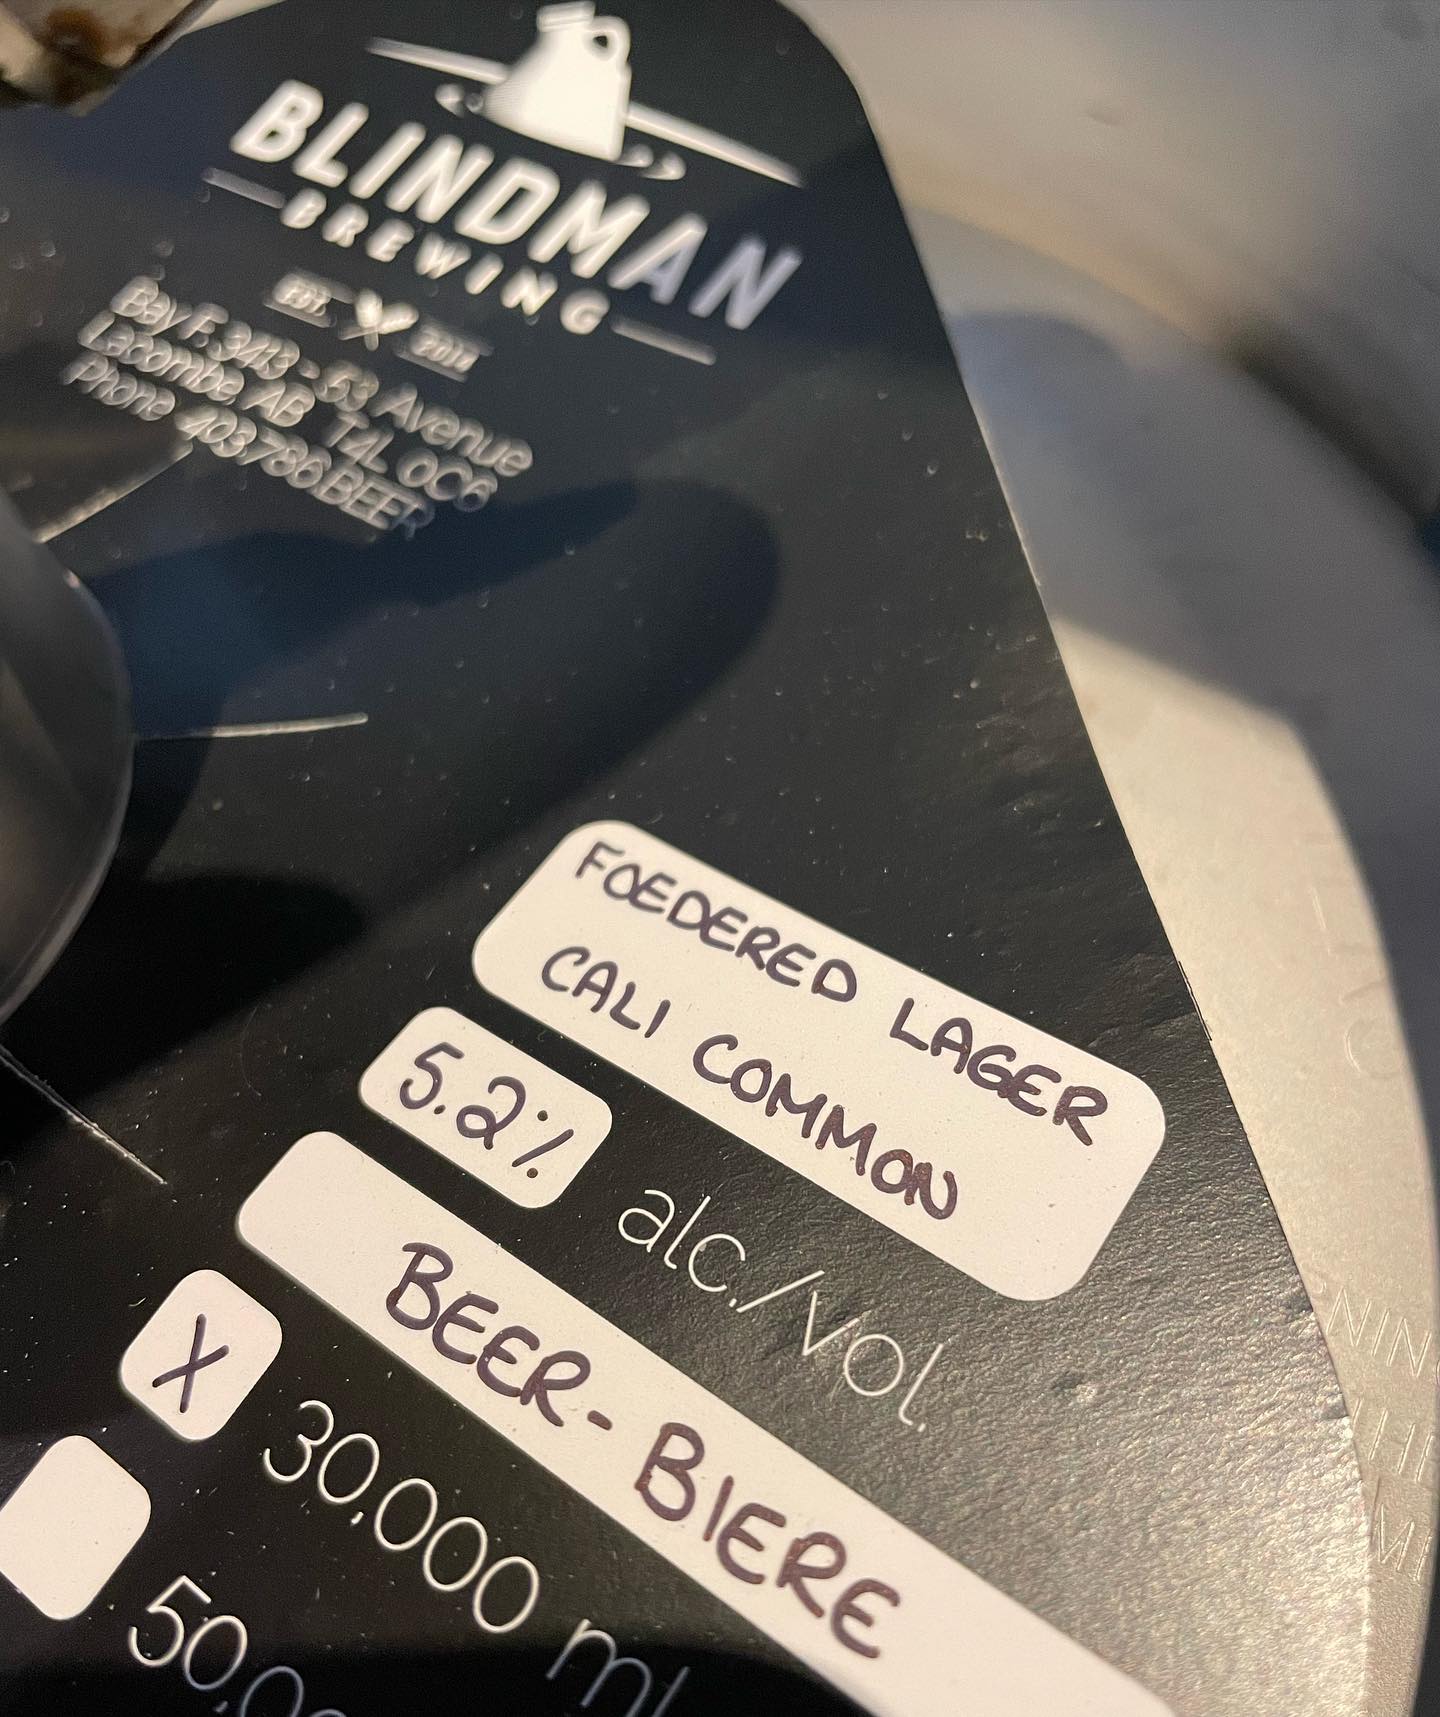 BLINDMAN
BREWING
EST. 2014
Bay F, 3413 - 53 Avenue
Lacombe, AB T4L 0C6
Phone 403.786.BEER
FOEDERED LAGER
CALI COMMON
5.2% alc./vol.
BEER - BIERE
X 30,000 ml